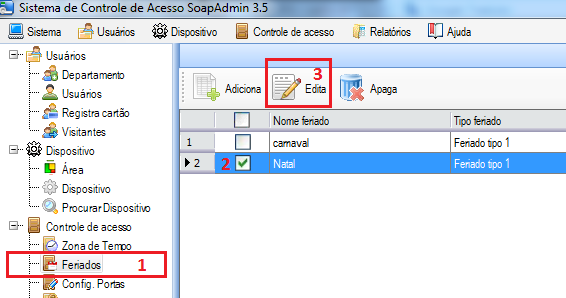 Sistema de Controle de Acesso SoapAdmin 3.5
Sistema Usuários Dispositivo Controle de acesso Relatórios Ajuda
Usuários
Departamento
Usuários
Registra cartão
Visitantes
Dispositivo
Área
Dispositivo
Procurar Dispositivo
Controle de acesso
Zona de Tempo
Feriados 1
Config. Portas
3
Adiciona Edita Apaga
Nome feriado Tipo feriado
1 carnaval Feriado tipo 1
2 2 Natal Feriado tipo 1